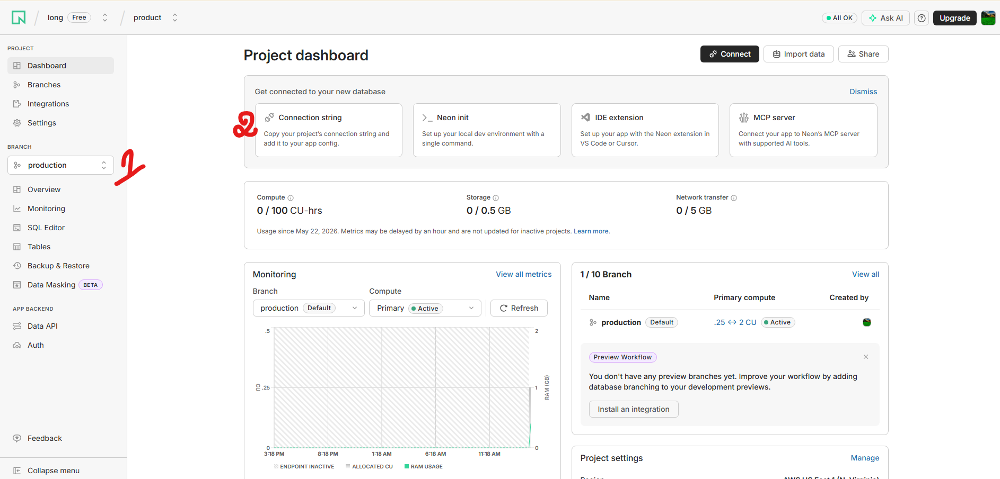 long Free product
All OK Ask AI Upgrade
PROJECT
Dashboard
Branches
Integrations
Settings
BRANCH
production
1
Overview
Monitoring
SQL Editor
Tables
Backup & Restore
Data Masking BETA
APP BACKEND
Data API
Auth
Feedback
Collapse menu
Project dashboard
Connect Import data Share
Get connected to your new database Dismiss
2
Connection string
Copy your project’s connection string and
add it to your app config.
Neon init
Set up your local dev environment with a
single command.
IDE extension
Set up your app with the Neon extension in
VS Code or Cursor.
MCP server
Connect your app to Neon’s MCP server
with supported AI tools.
Compute
0 / 100 CU-hrs
Storage
0 / 0.5 GB
Network transfer
0 / 5 GB
Usage since May 22, 2026. Metrics may be delayed by an hour and are not updated for inactive projects. Learn more.
Monitoring View all metrics
Branch Compute
production Default Primary Active Refresh
.5 2
CU .25 1 RAM (GB)
0 0
3:18 PM 8:18 PM 1:18 AM 6:18 AM 11:18 AM
ENDPOINT INACTIVE ALLOCATED CU RAM USAGE
1 / 10 Branch View all
Name Primary compute Created by
production Default .25 ↔ 2 CU Active
Preview Workflow
You don't have any preview branches yet. Improve your workflow by adding
database branching to your development previews.
Install an integration
Project settings Manage
Region AWS US East 1 (N. Virginia)